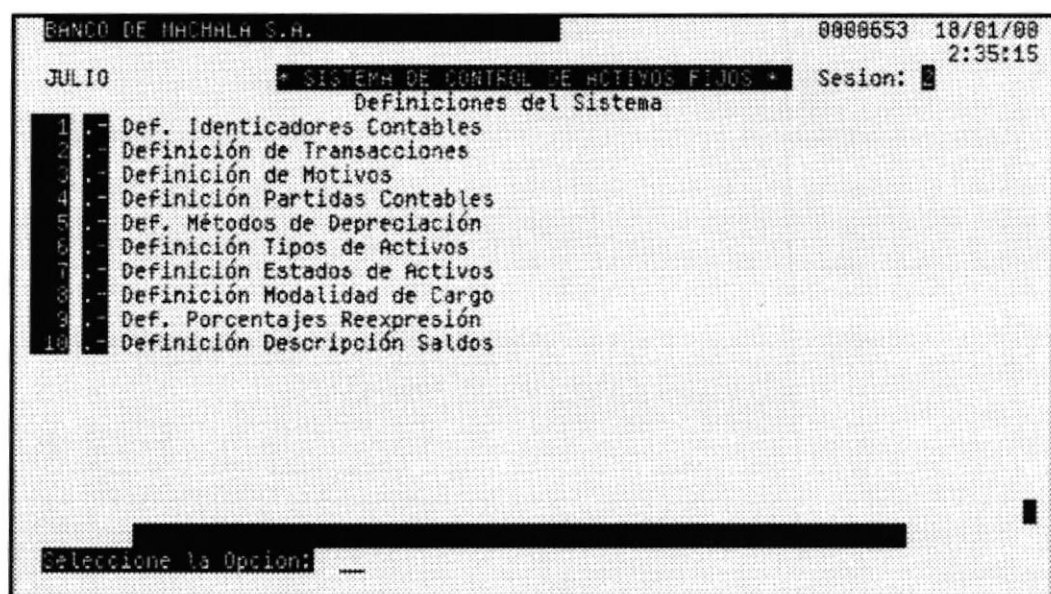 BANCO DE MACHALA S.A. 0000653 18/01/00
2:35:15
JULIO * SISTEMA DE CONTROL DE ACTIVOS FIJOS * Sesion: 2
Definiciones del Sistema
1 .- Def. Identicadores Contables
2 .- Definición de Transacciones
3 .- Definición de Motivos
4 .- Definición Partidas Contables
5 .- Def. Métodos de Depreciación
6 .- Definición Tipos de Activos
7 .- Definición Estados de Activos
8 .- Definición Modalidad de Cargo
9 .- Def. Porcentajes Reexpresión
10 .- Definición Descripción Saldos
Seleccione la Opcion: __